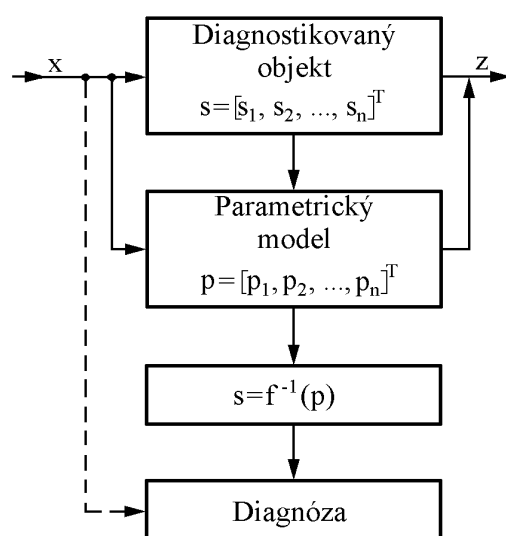 x
Diagnostikovaný
objekt
s=[s₁, s₂, ..., sₙ]ᵀ
z
Parametrický
model
p=[p₁, p₂, ..., pₙ]ᵀ
s=f⁻¹(p)
Diagnóza